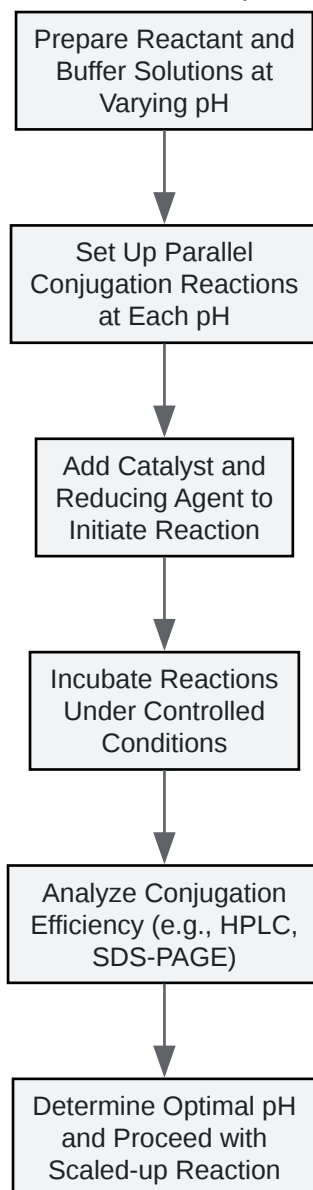 Prepare Reactant and
Buffer Solutions at
Varying pH
Set Up Parallel
Conjugation Reactions
at Each pH
Add Catalyst and
Reducing Agent to
Initiate Reaction
Incubate Reactions
Under Controlled
Conditions
Analyze Conjugation
Efficiency (e.g., HPLC,
SDS-PAGE)
Determine Optimal pH
and Proceed with
Scaled-up Reaction